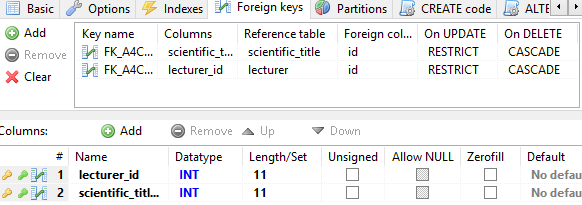 Basic Options Indexes Foreign keys Partitions CREATE code ALTE
Add
Remove
Clear
Key name Columns Reference table Foreign col... On UPDATE On DELETE
FK_A4C... scientific_t... scientific_title id RESTRICT CASCADE
FK_A4C... lecturer_id lecturer id RESTRICT CASCADE
Columns: Add Remove Up Down
# Name Datatype Length/Set Unsigned Allow NULL Zerofill Default
1 lecturer_id INT 11 No defau
2 scientific_titl... INT 11 No defau